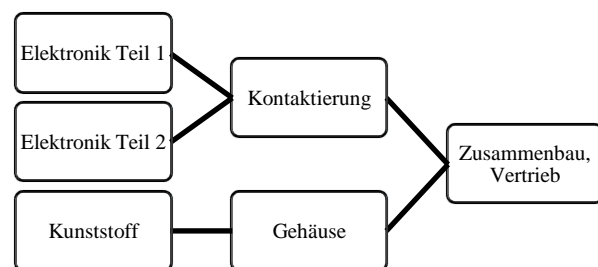 Elektronik Teil 1
Kontaktierung
Elektronik Teil 2
Zusammenbau,
Vertrieb
Kunststoff
Gehäuse